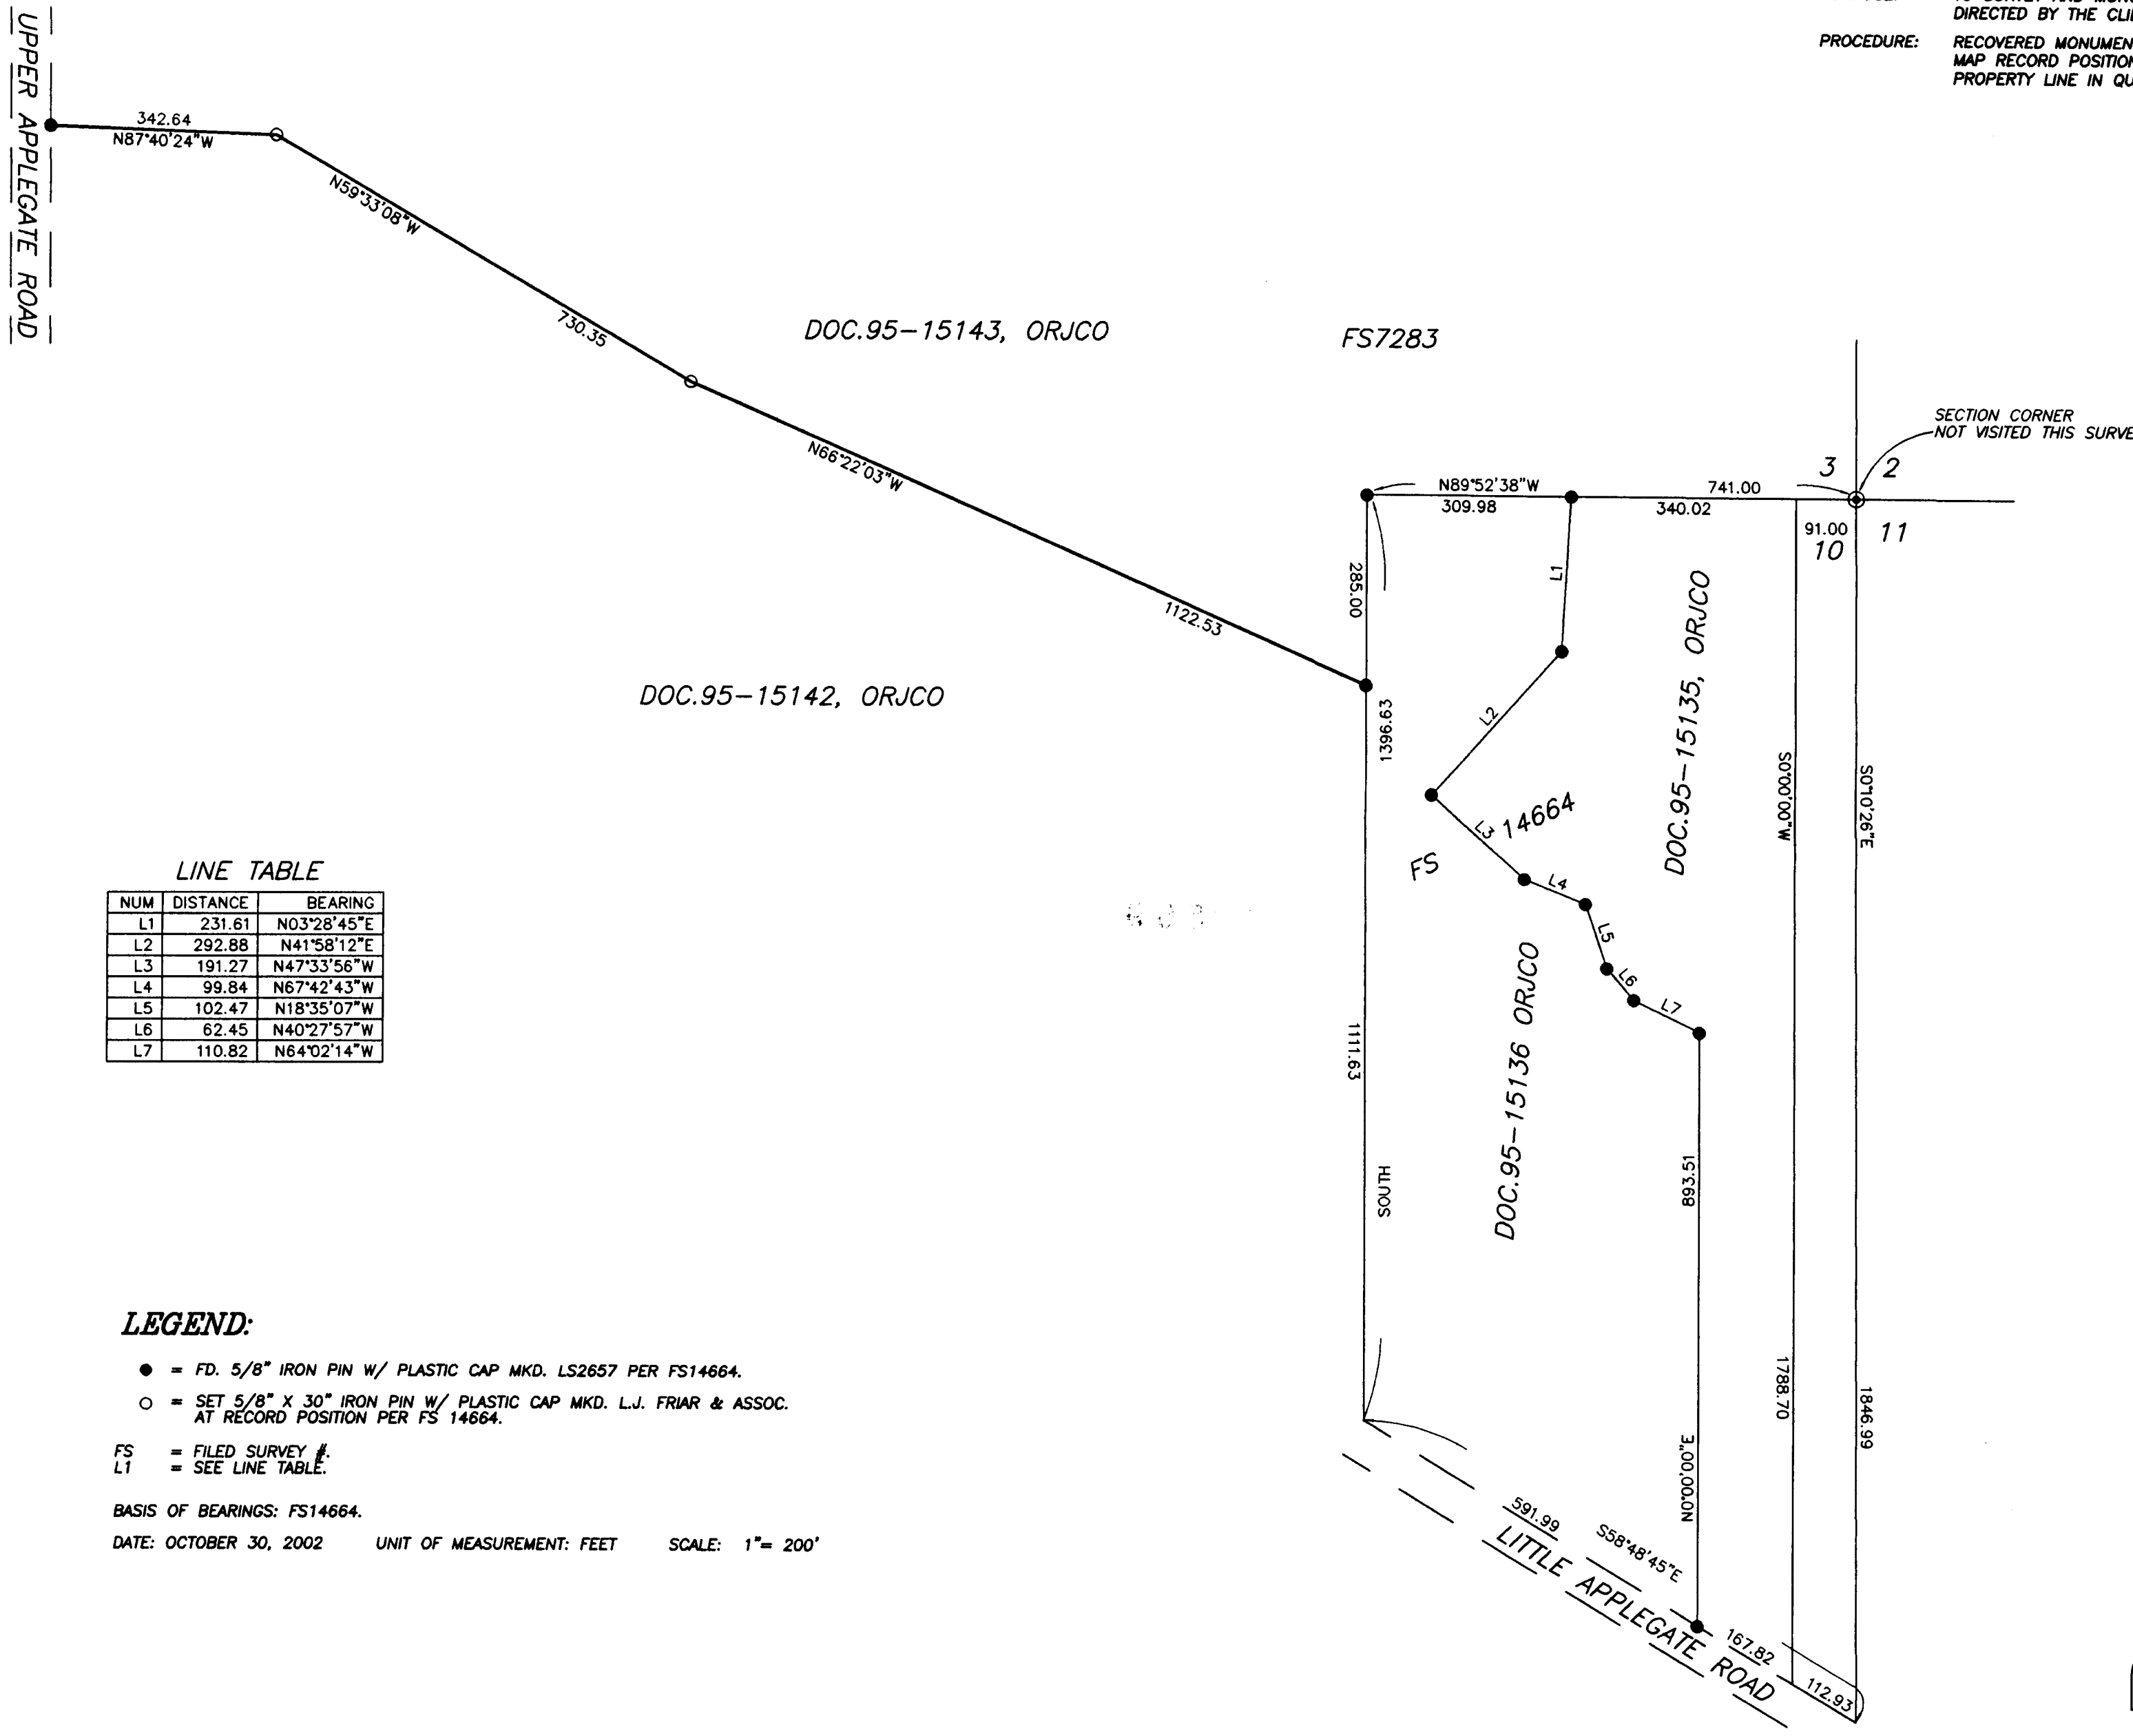 DIRECTED BY THE
PROCEDURE: RECOVERED
MAP RECORD
PROPERTY LINE IN
UPPER APPLEGATE ROAD
342.64
N87°40'24"W
N59°33'08"W
730.35
DOC.95-15143, ORJCO
FS7283
N66°22'03"W
1122.53
DOC.95-15142, ORJCO
SECTION CORNER
NOT VISITED THIS
3 2
N89°52'38"W
741.00
309.98
340.02
91.00
10
11
285.00
L1
1396.63
L2
DOC.95-15135, ORJCO
S0°00'00"W
S0°10'26"E
L3
FS 14664
L4
L5
L6
L7
DOC.95-15136 ORJCO
1111.63
SOUTH
893.51
N0°00'00"E
1788.70
1846.99
591.99
S58°48'45"E
LITTLE APPLEGATE ROAD
167.82
112.93
LINE TABLE
NUM DISTANCE BEARING
L1 231.61 N03°28'45"E
L2 292.88 N41°58'12"E
L3 191.27 N47°33'56"W
L4 99.84 N67°42'43"W
L5 102.47 N18°35'07"W
L6 62.45 N40°27'57"W
L7 110.82 N64°02'14"W
LEGEND:
● = FD. 5/8" IRON PIN W/ PLASTIC CAP MKD. LS2657 PER FS14664.
○ = SET 5/8" X 30" IRON PIN W/ PLASTIC CAP MKD. L.J. FRIAR & ASSOC.
AT RECORD POSITION PER FS 14664.
FS = FILED SURVEY #.
L1 = SEE LINE TABLE.
BASIS OF BEARINGS: FS14664.
DATE: OCTOBER 30, 2002 UNIT OF MEASUREMENT: FEET SCALE: 1"= 200'